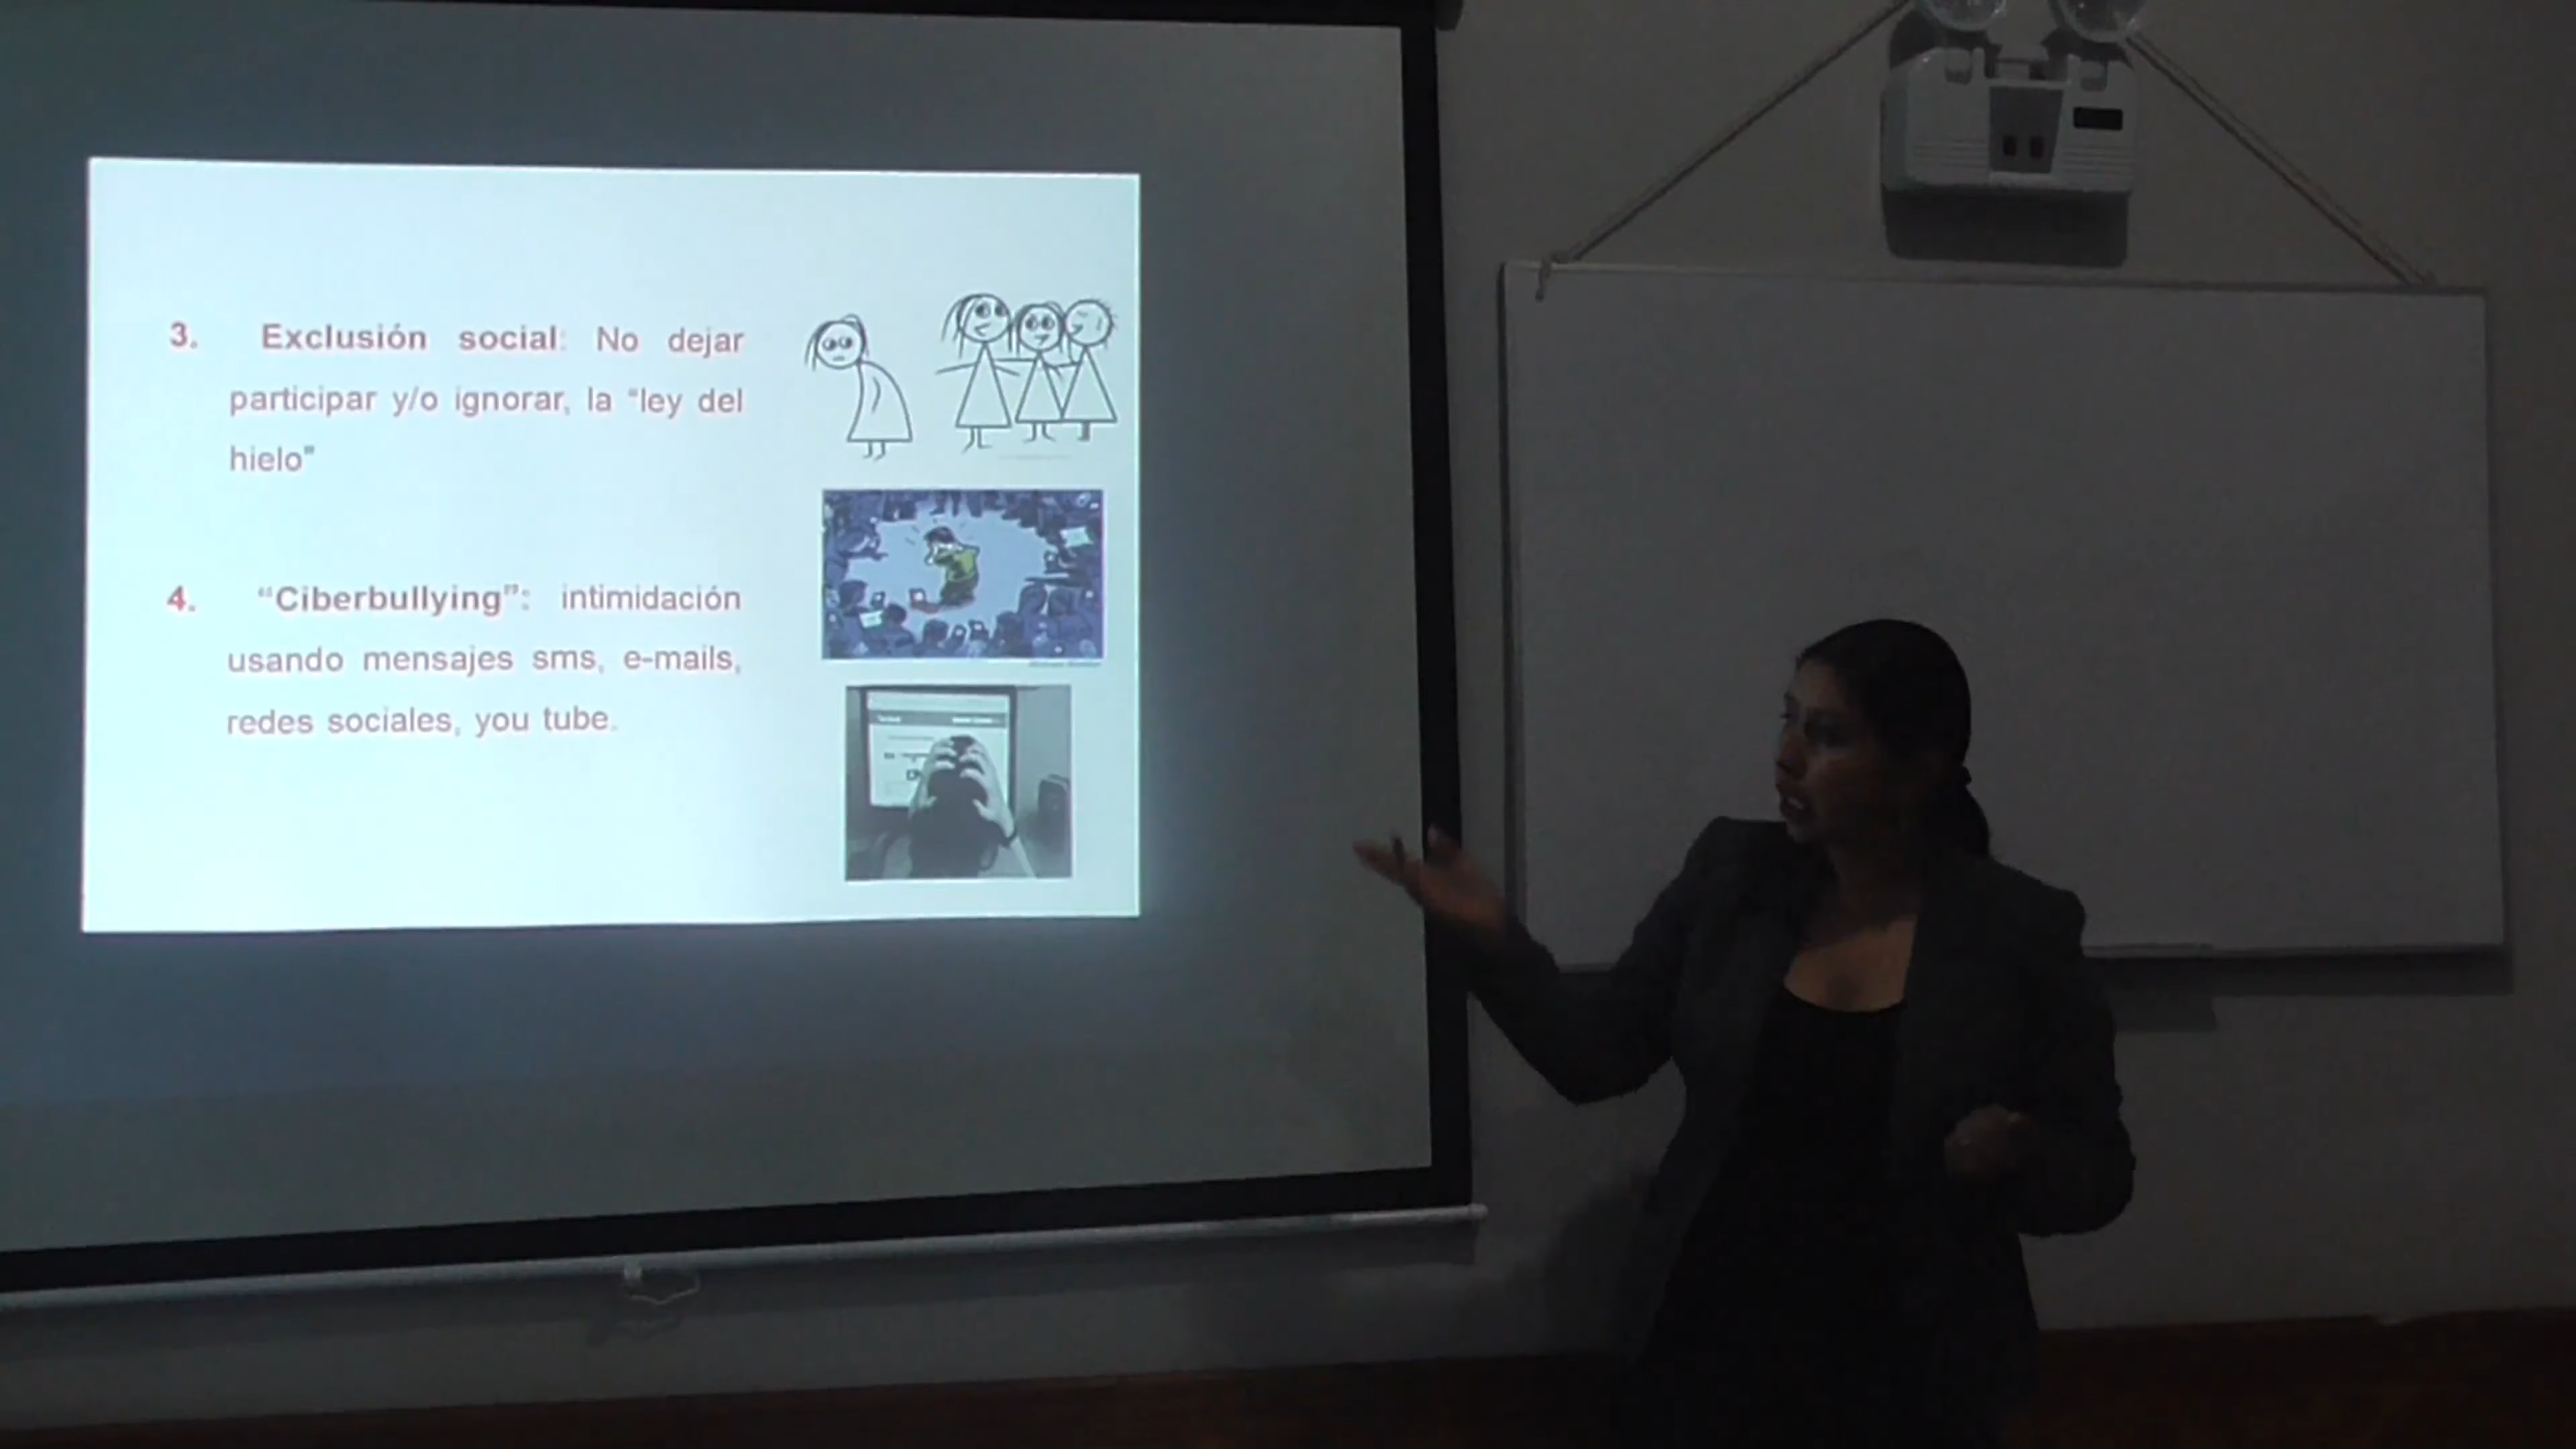 3. Exclusión social: No dejar
participar y/o ignorar, la "ley del
hielo"
4. "Ciberbullying": intimidación
usando mensajes sms, e-mails,
redes sociales, you tube.